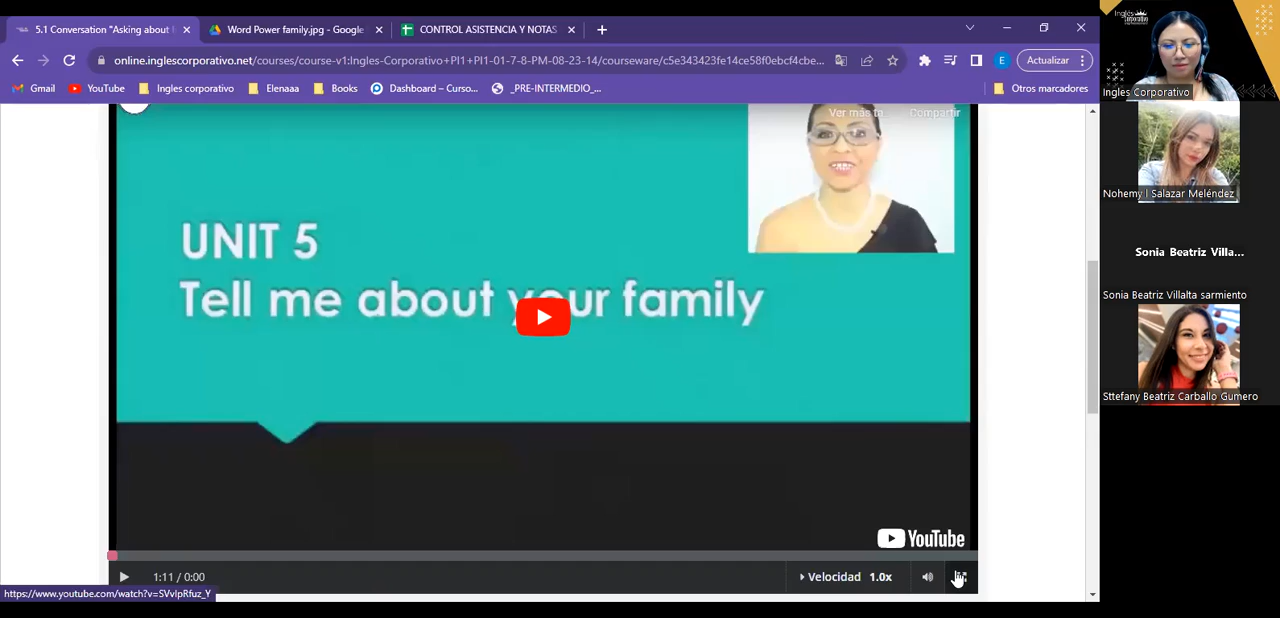 5.1 Conversation "Asking about f
Word Power family.jpg - Google
CONTROL ASISTENCIA Y NOTAS
online.inglescorporativo.net/courses/course-v1:Ingles-Corporativo+PI1+PI1-01-7-8-PM-08-23-14/courseware/c5e343423fe14ce58f0ebcf4cbe...
Actualizar
E
Gmail
YouTube
Ingles corporativo
Elenaaa
Books
Dashboard – Curso...
_PRE-INTERMEDIO_...
Otros marcadores
Ver más ta...
Compartir
UNIT 5
Tell me about your family
YouTube
1:11 / 0:00
Velocidad 1.0x
https://www.youtube.com/watch?v=SVvlpRfuz_Y
Inglés
Corporativo
Ingles Corporativo
Nohemy I Salazar Meléndez
Sonia Beatriz Villa...
Sonia Beatriz Villalta sarmiento
Sttefany Beatriz Carballo Gumero